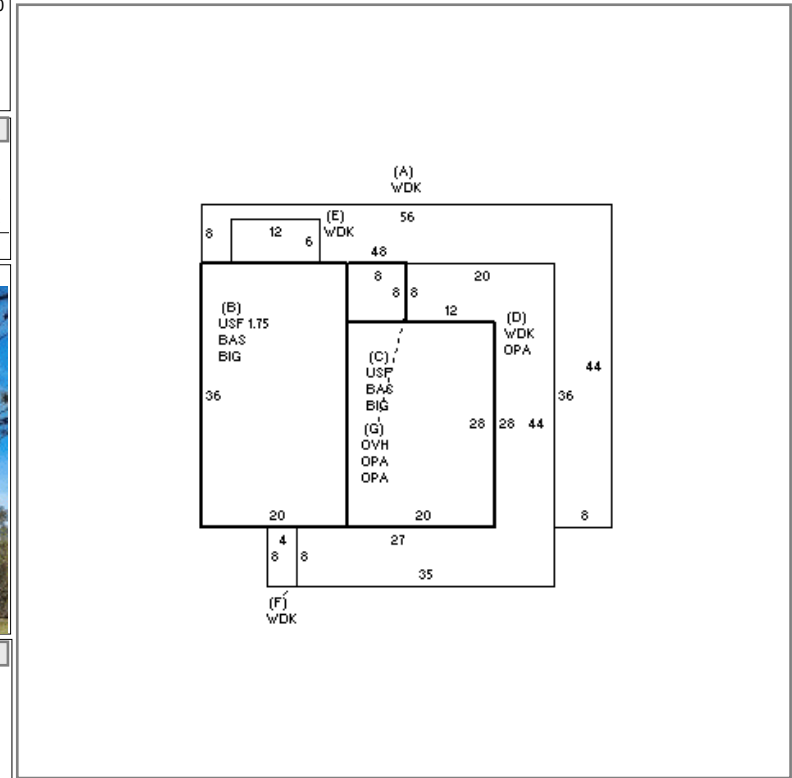 (A)
WDK
56
8
12
6
(E)
WDK
48
8
8
8
20
12
(B)
USF 1.75
BAS
BIG
(D)
WDK
OPA
(C)
USF
BAS
BIG
44
36
36
(G)
OVH
OPA
OPA
28
28
44
20
20
8
4
27
8
8
35
(F)
WDK